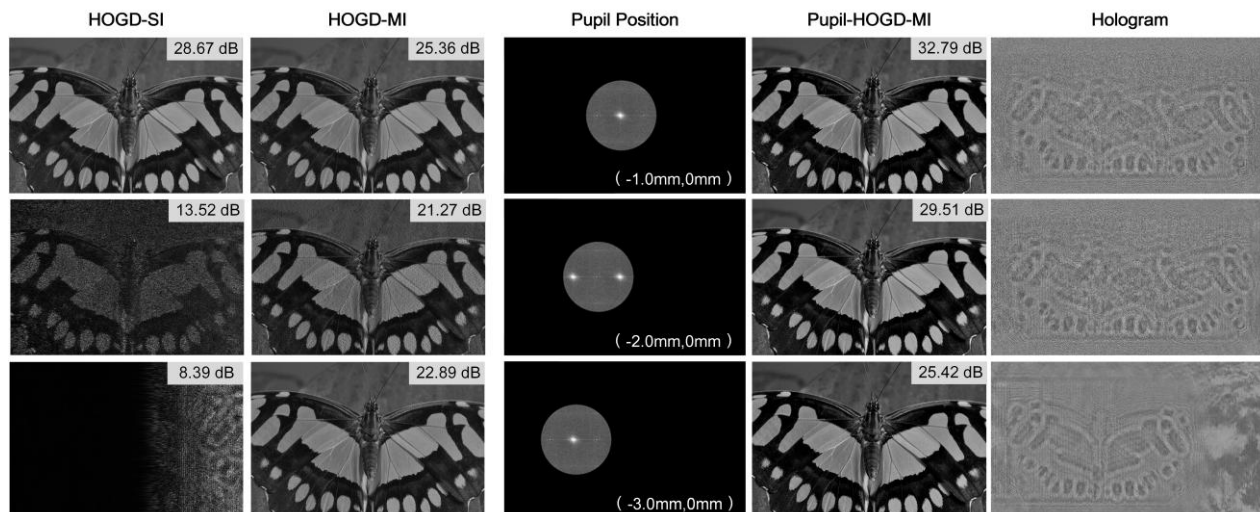 HOGD-SI HOGD-MI Pupil Position Pupil-HOGD-MI Hologram
28.67 dB 25.36 dB 32.79 dB
( -1.0mm,0mm )
13.52 dB 21.27 dB 29.51 dB
( -2.0mm,0mm )
8.39 dB 22.89 dB 25.42 dB
( -3.0mm,0mm )